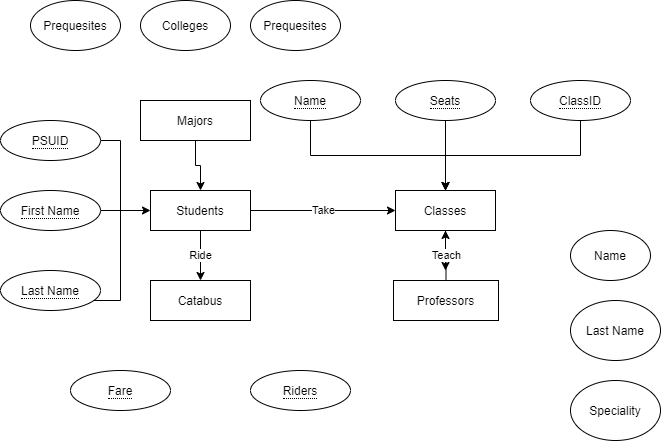 Prequesites
Colleges
Prequesites
Name
Seats
ClassID
Majors
PSUID
First Name
Students
Take
Classes
Name
Ride
Teach
Last Name
Catabus
Professors
Last Name
Fare
Riders
Speciality